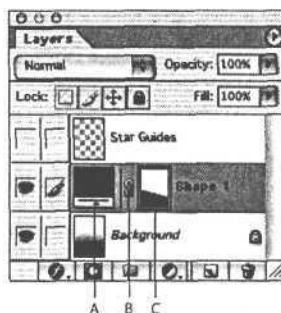 Layers
Normal Opacity: 100%
Lock: Fill: 100%
Star Guides
Shape 1
Background
A B C